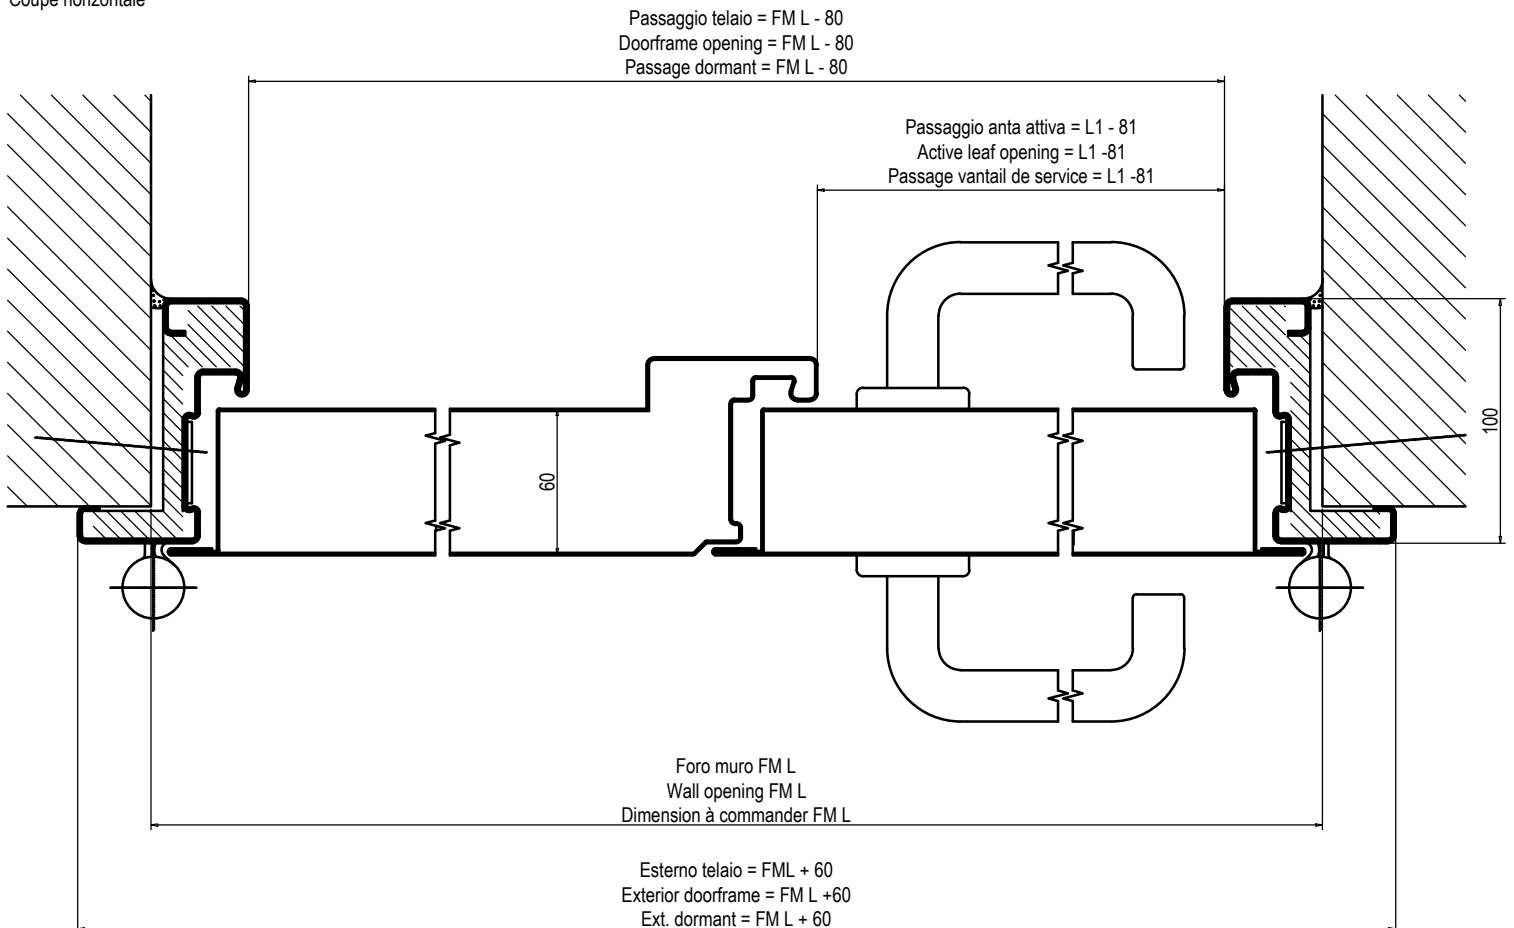 Coupe horizontale
Passaggio telaio = FM L - 80
Doorframe opening = FM L - 80
Passage dormant = FM L - 80
Passaggio anta attiva = L1 - 81
Active leaf opening = L1 -81
Passage vantail de service = L1 -81
100
60
Foro muro FM L
Wall opening FM L
Dimension à commander FM L
Esterno telaio = FML + 60
Exterior doorframe = FM L +60
Ext. dormant = FM L + 60